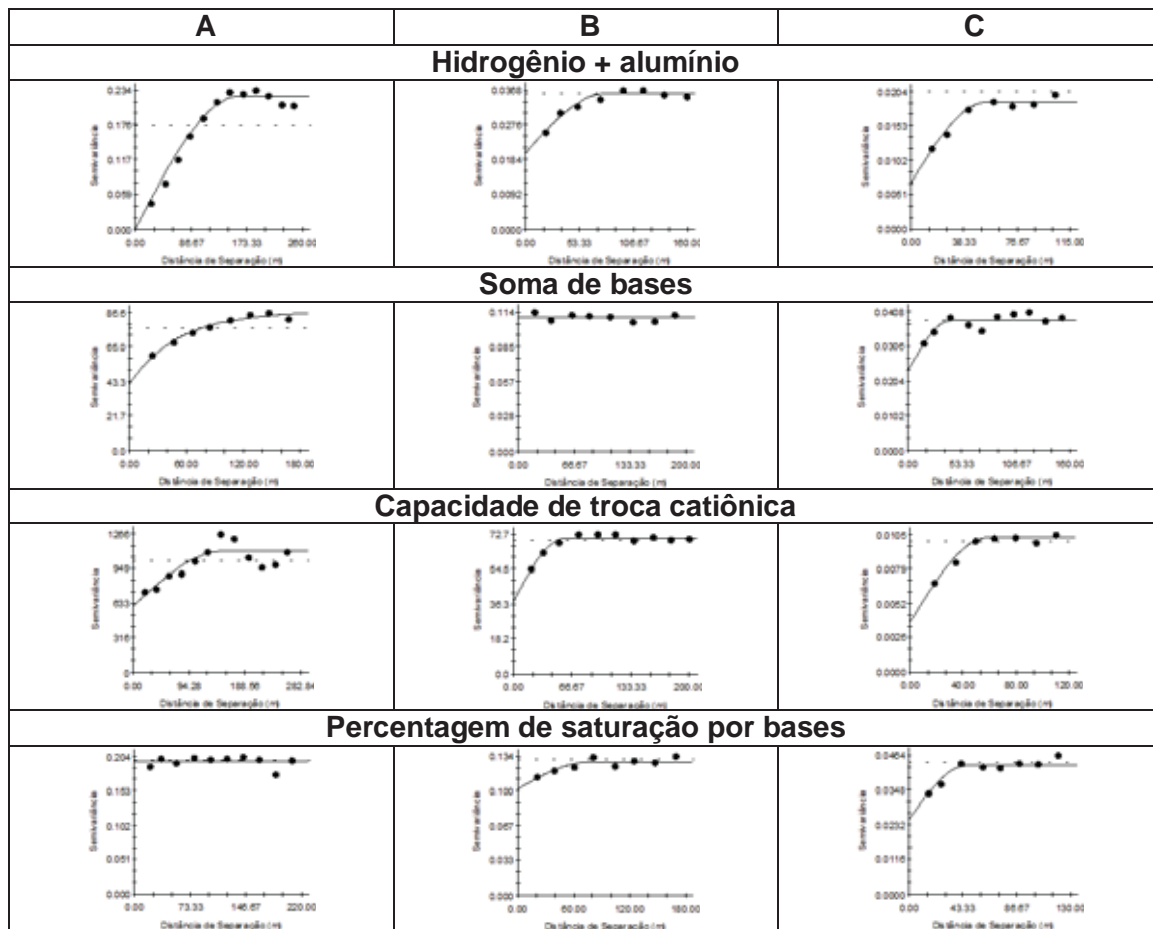 A B C
Hidrogênio + alumínio
Semivariância 0.234 0.176 0.117 0.059 0.000
0.00 86.67 173.33 260.00
Distância de Separação (m)
Semivariância 0.0368 0.0276 0.0184 0.0092 0.0000
0.00 53.33 106.67 160.00
Distância de Separação (m)
Semivariância 0.0204 0.0153 0.0102 0.0051 0.0000
0.00 38.33 76.67 115.00
Distância de Separação (m)
Soma de bases
Semivariância 86.6 65.0 43.3 21.7 0.0
0.00 60.00 120.00 180.00
Distância de Separação (m)
Semivariância 0.114 0.085 0.057 0.028 0.000
0.00 66.67 133.33 200.00
Distância de Separação (m)
Semivariância 0.0408 0.0204 0.0102 0.0000
0.00 53.33 106.67 160.00
Distância de Separação (m)
Capacidade de troca catiônica
Semivariância 949 633 316 0
0.00 94.28 188.56 282.84
Distância de Separação (m)
Semivariância 72.7 54.5 36.3 18.2 0.0
0.00 66.67 133.33 200.00
Distância de Separação (m)
Semivariância 0.0105 0.0079 0.0052 0.0026 0.0000
0.00 40.00 80.00 120.00
Distância de Separação (m)
Percentagem de saturação por bases
Semivariância 0.204 0.153 0.102 0.051 0.000
0.00 73.33 146.67 220.00
Distância de Separação (m)
Semivariância 0.134 0.100 0.067 0.033 0.000
0.00 60.00 120.00 180.00
Distância de Separação (m)
Semivariância 0.0464 0.0348 0.0232 0.0116 0.0000
0.00 43.33 86.67 130.00
Distância de Separação (m)